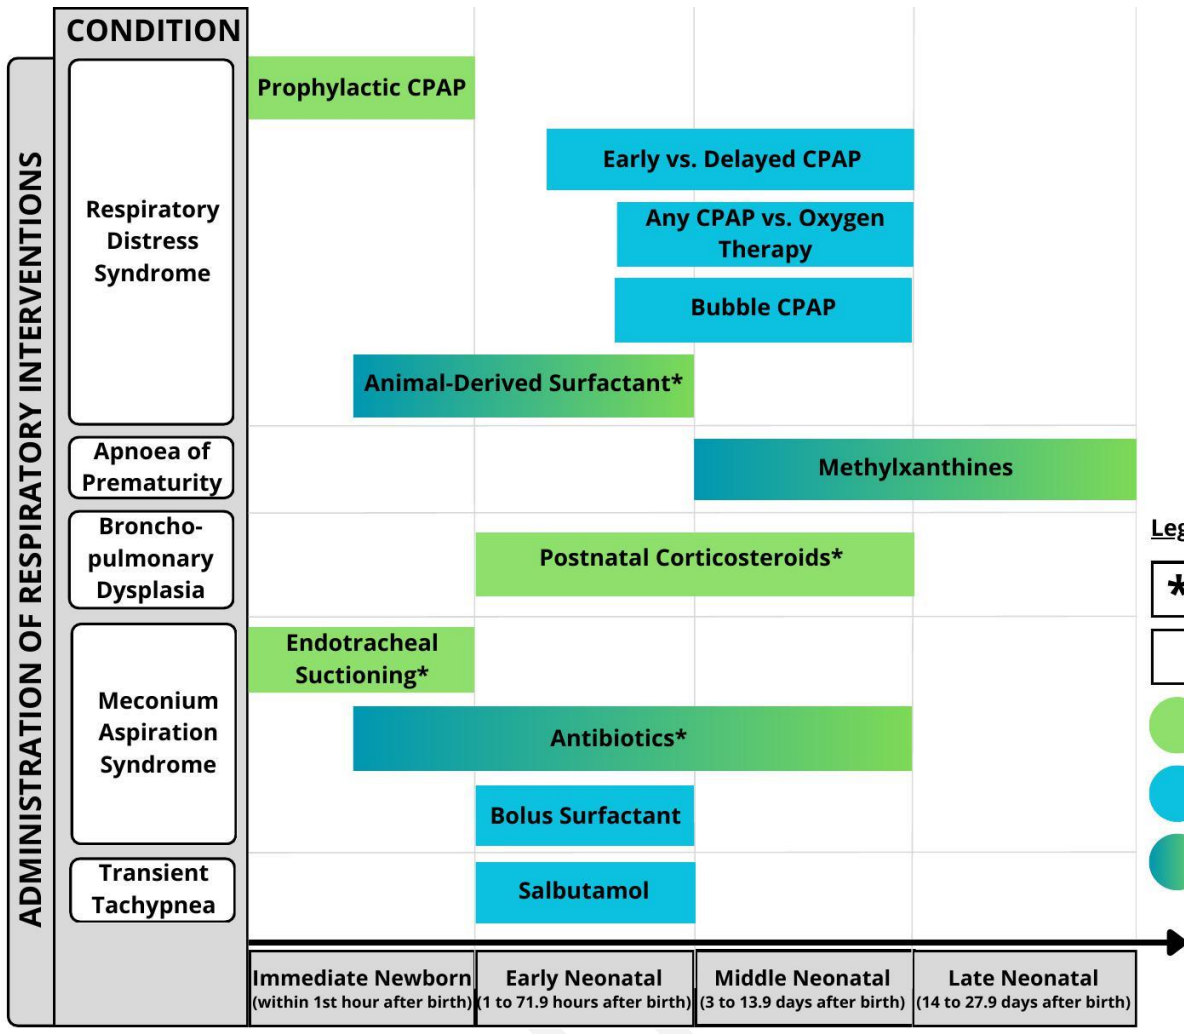 CONDITION
ADMINISTRATION OF RESPIRATORY INTERVENTIONS
Respiratory
Distress
Syndrome
Prophylactic CPAP
Early vs. Delayed CPAP
Any CPAP vs. Oxygen
Therapy
Bubble CPAP
Animal-Derived Surfactant*
Apnoea of
Prematurity
Methylxanthines
Broncho-
pulmonary
Dysplasia
Postnatal Corticosteroids*
Meconium
Aspiration
Syndrome
Endotracheal
Suctioning*
Antibiotics*
Bolus Surfactant
Transient
Tachypnea
Salbutamol
Leg
*
Immediate Newborn
(within 1st hour after birth)
Early Neonatal
(1 to 71.9 hours after birth)
Middle Neonatal
(3 to 13.9 days after birth)
Late Neonatal
(14 to 27.9 days after birth)